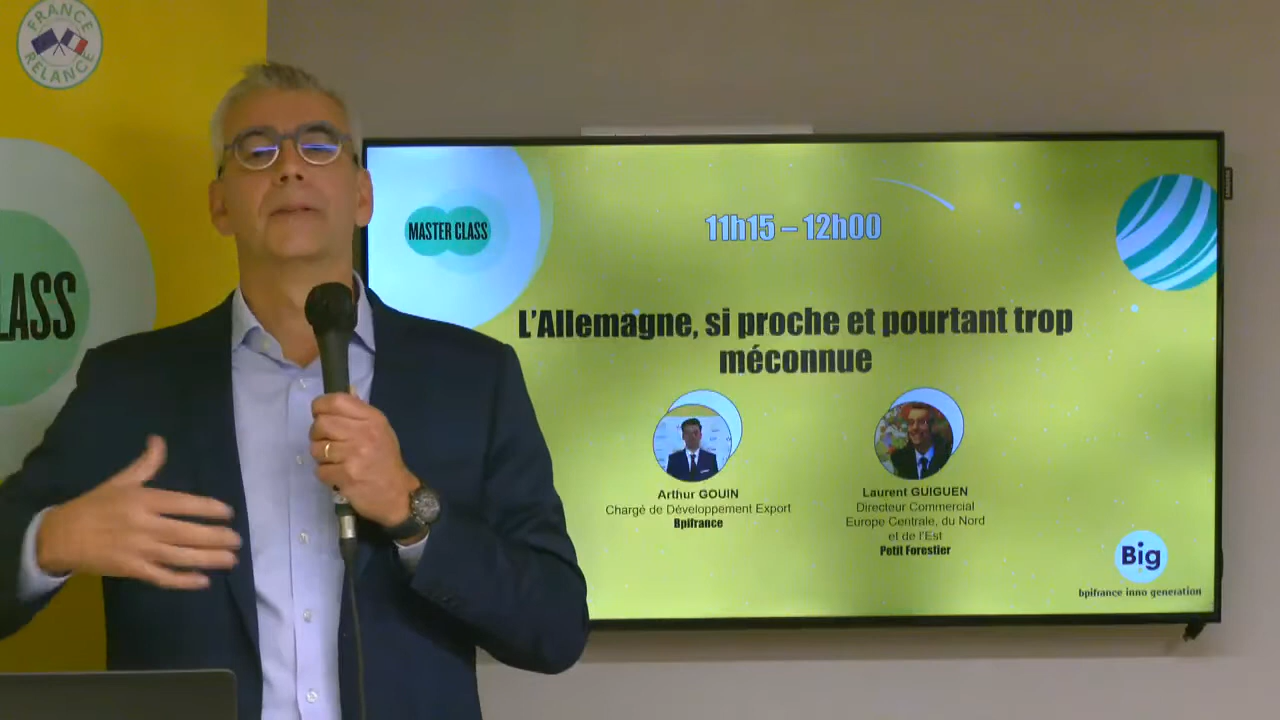 FRANCE
RELANCE
LASS
MASTER CLASS
11h15 – 12h00
L'Allemagne, si proche et pourtant trop
méconnue
Arthur GOUIN
Chargé de Développement Export
Bpifrance
Laurent GUIGUEN
Directeur Commercial
Europe Centrale, du Nord
et de l'Est
Petit Forestier
Big
bpifrance inno generation
SAMSUNG